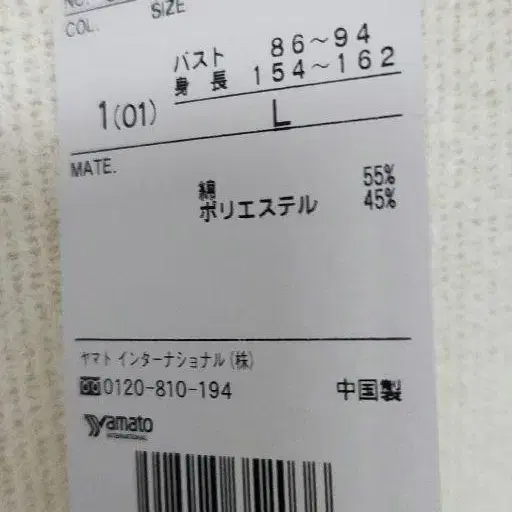 NO.
COL. SIZE
バスト 86〜94
身長 154〜162
1(01) L
MATE.
綿 55%
ポリエステル 45%
ヤマト インターナショナル(株)
0120-810-194 中国製
Yamato
INTERNATIONAL